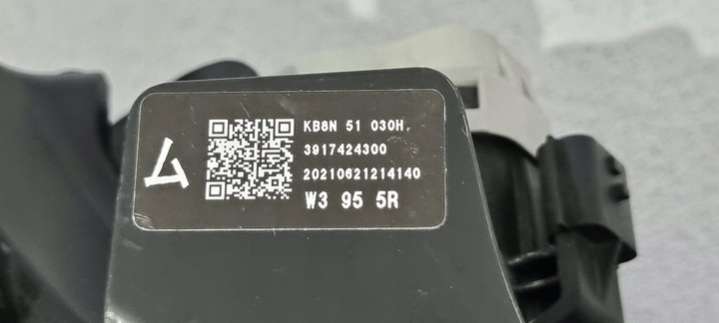 KB8N 51 030H.
3917424300
20210621214140
W3 95 5R